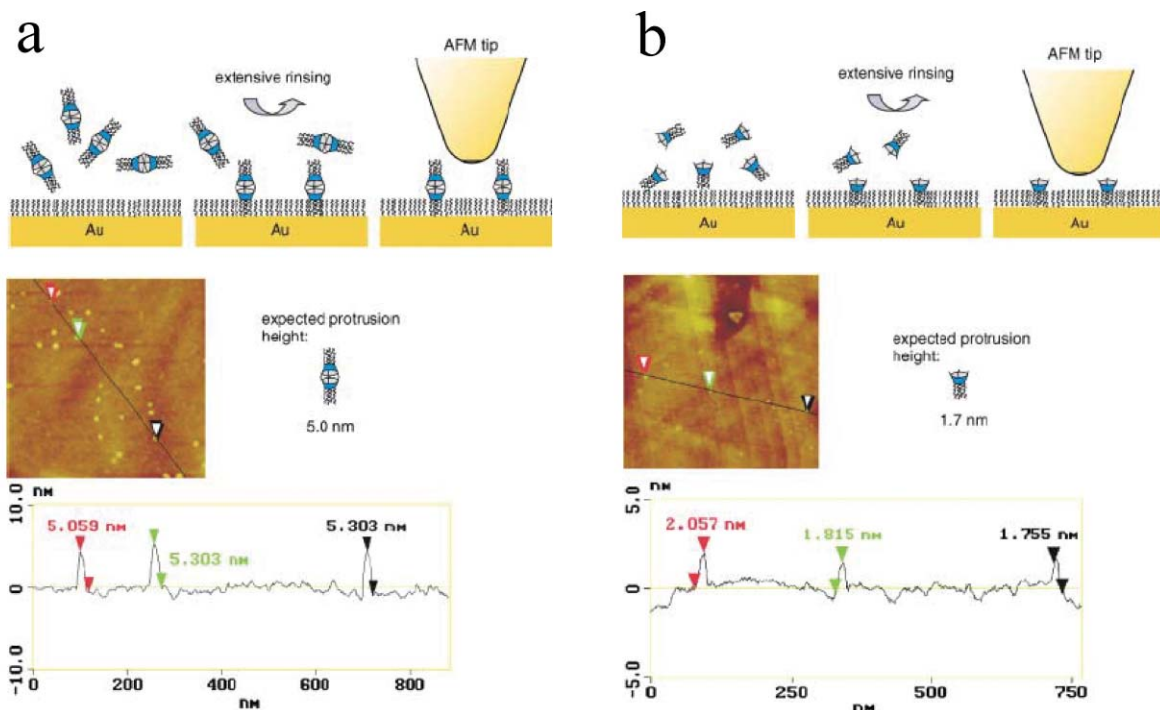 a
AFM tip
extensive rinsing
Au
Au
Au
expected protrusion
height:
5.0 nm
nm
10.0
0
-10.0
5.059 nm
5.303 nm
5.303 nm
0
200
400
600
800
nm
b
AFM tip
extensive rinsing
Au
Au
Au
expected protrusion
height:
1.7 nm
nm
5.0
0
-5.0
2.057 nm
1.815 nm
1.755 nm
0
250
500
750
nm